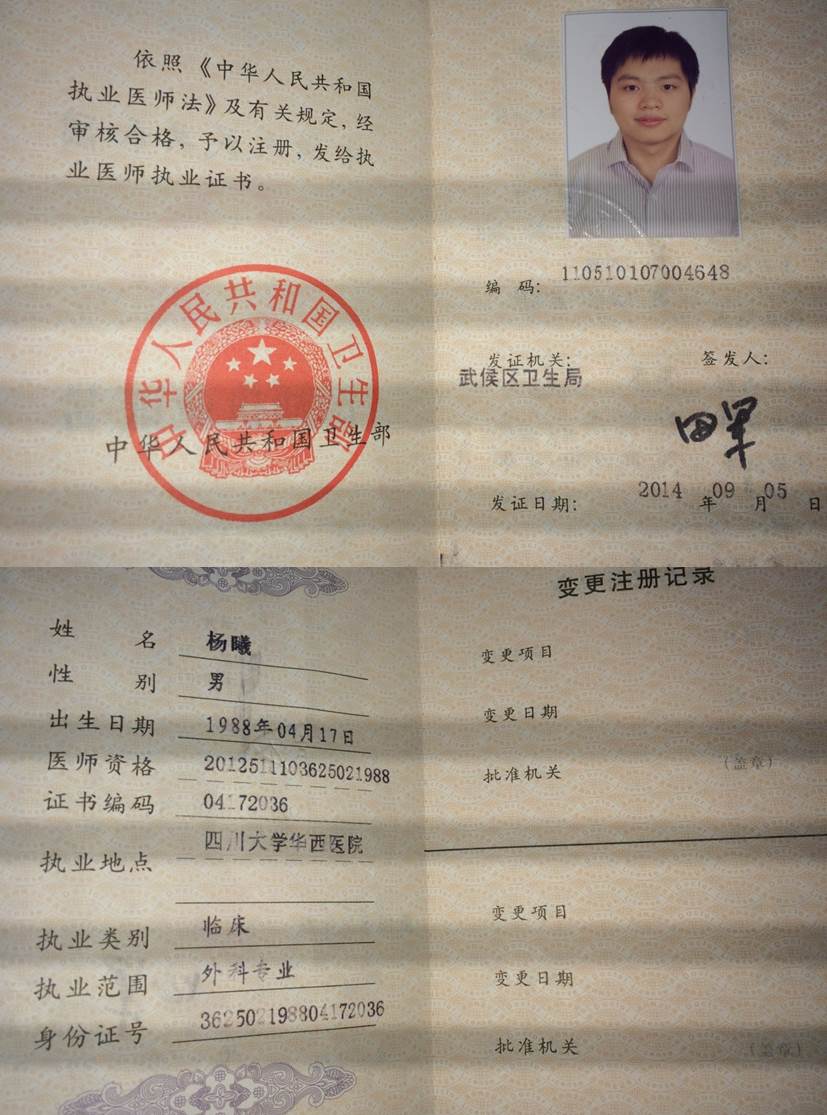 依照《中华人民共和国
执业医师法》及有关规定,经
审核合格,予以注册,发给执
业医师执业证书。
中华人民共和国卫生部
中华人民共和国卫生部
编 码: 110510107004648
发证机关: 签发人:
武侯区卫生局
发证日期: 2014 年 09 月 05 日
姓 名 杨曦
性 别 男
出生日期 1988年04月17日
医师资格 2012511103625021988
证书编码 04172036
执业地点 四川大学华西医院
执业类别 临床
执业范围 外科专业
身份证号 362502198804172036
变更注册记录
变更项目
变更日期
批准机关 (盖章)
变更项目
变更日期
批准机关 (盖章)